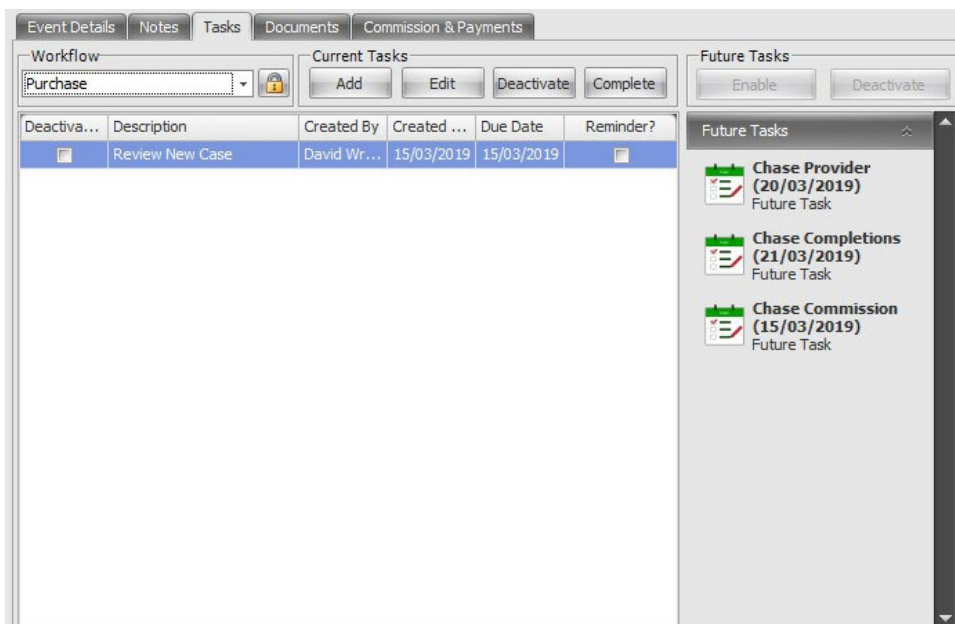 Event Details Notes Tasks Documents Commission & Payments
Workflow Current Tasks Future Tasks
Purchase Add Edit Deactivate Complete Enable Deactivate
Deactiva... Description Created By Created ... Due Date Reminder?
Review New Case David Wr... 15/03/2019 15/03/2019
Future Tasks
Chase Provider
(20/03/2019)
Future Task
Chase Completions
(21/03/2019)
Future Task
Chase Commission
(15/03/2019)
Future Task